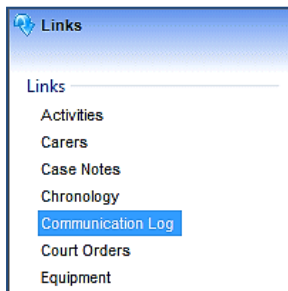 Links
Links
Activities
Carers
Case Notes
Chronology
Communication Log
Court Orders
Equipment